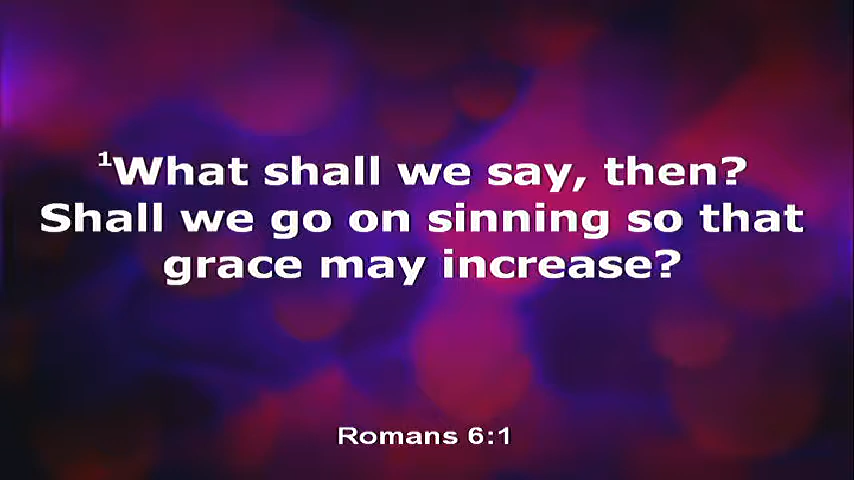 ¹What shall we say, then?
Shall we go on sinning so that
grace may increase?
Romans 6:1